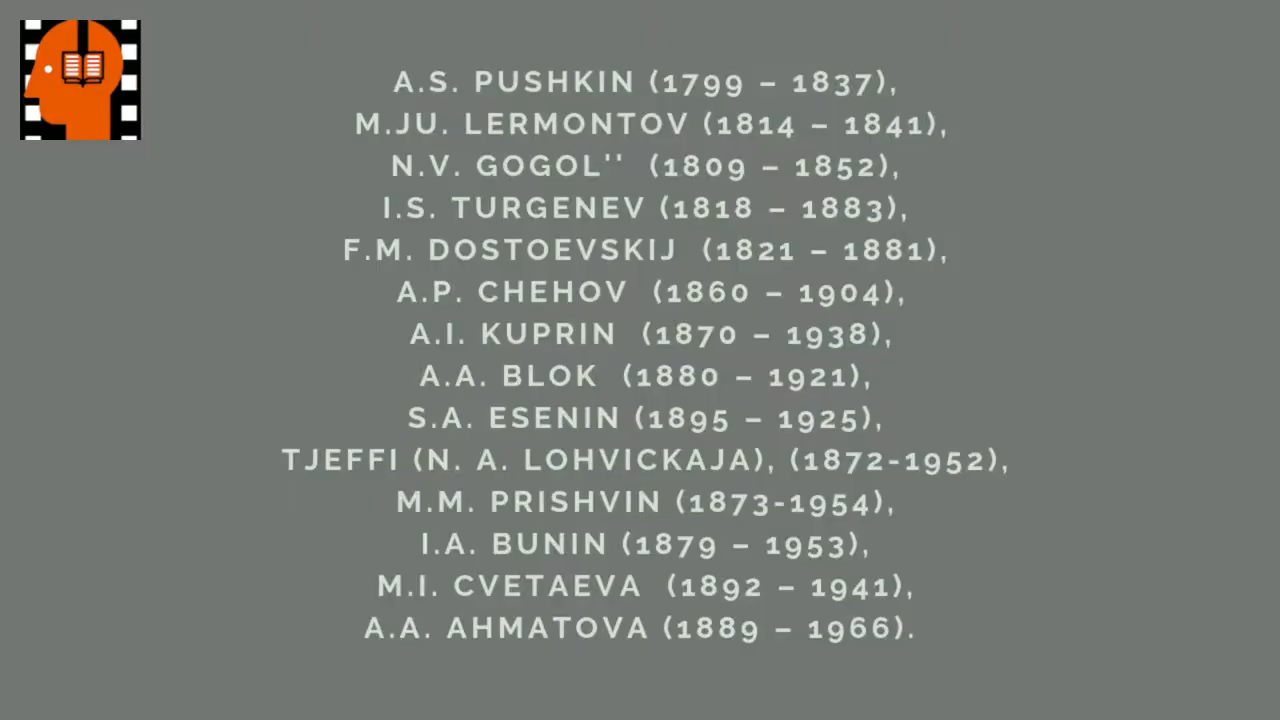 A.S. PUSHKIN (1799 – 1837),
M.JU. LERMONTOV (1814 – 1841),
N.V. GOGOL'' (1809 – 1852),
I.S. TURGENEV (1818 – 1883),
F.M. DOSTOEVSKIJ (1821 – 1881),
A.P. CHEHOV (1860 – 1904),
A.I. KUPRIN (1870 – 1938),
A.A. BLOK (1880 – 1921),
S.A. ESENIN (1895 – 1925),
TJEFFI (N. A. LOHVICKAJA), (1872-1952),
M.M. PRISHVIN (1873-1954),
I.A. BUNIN (1879 – 1953),
M.I. CVETAEVA (1892 – 1941),
A.A. AHMATOVA (1889 – 1966).